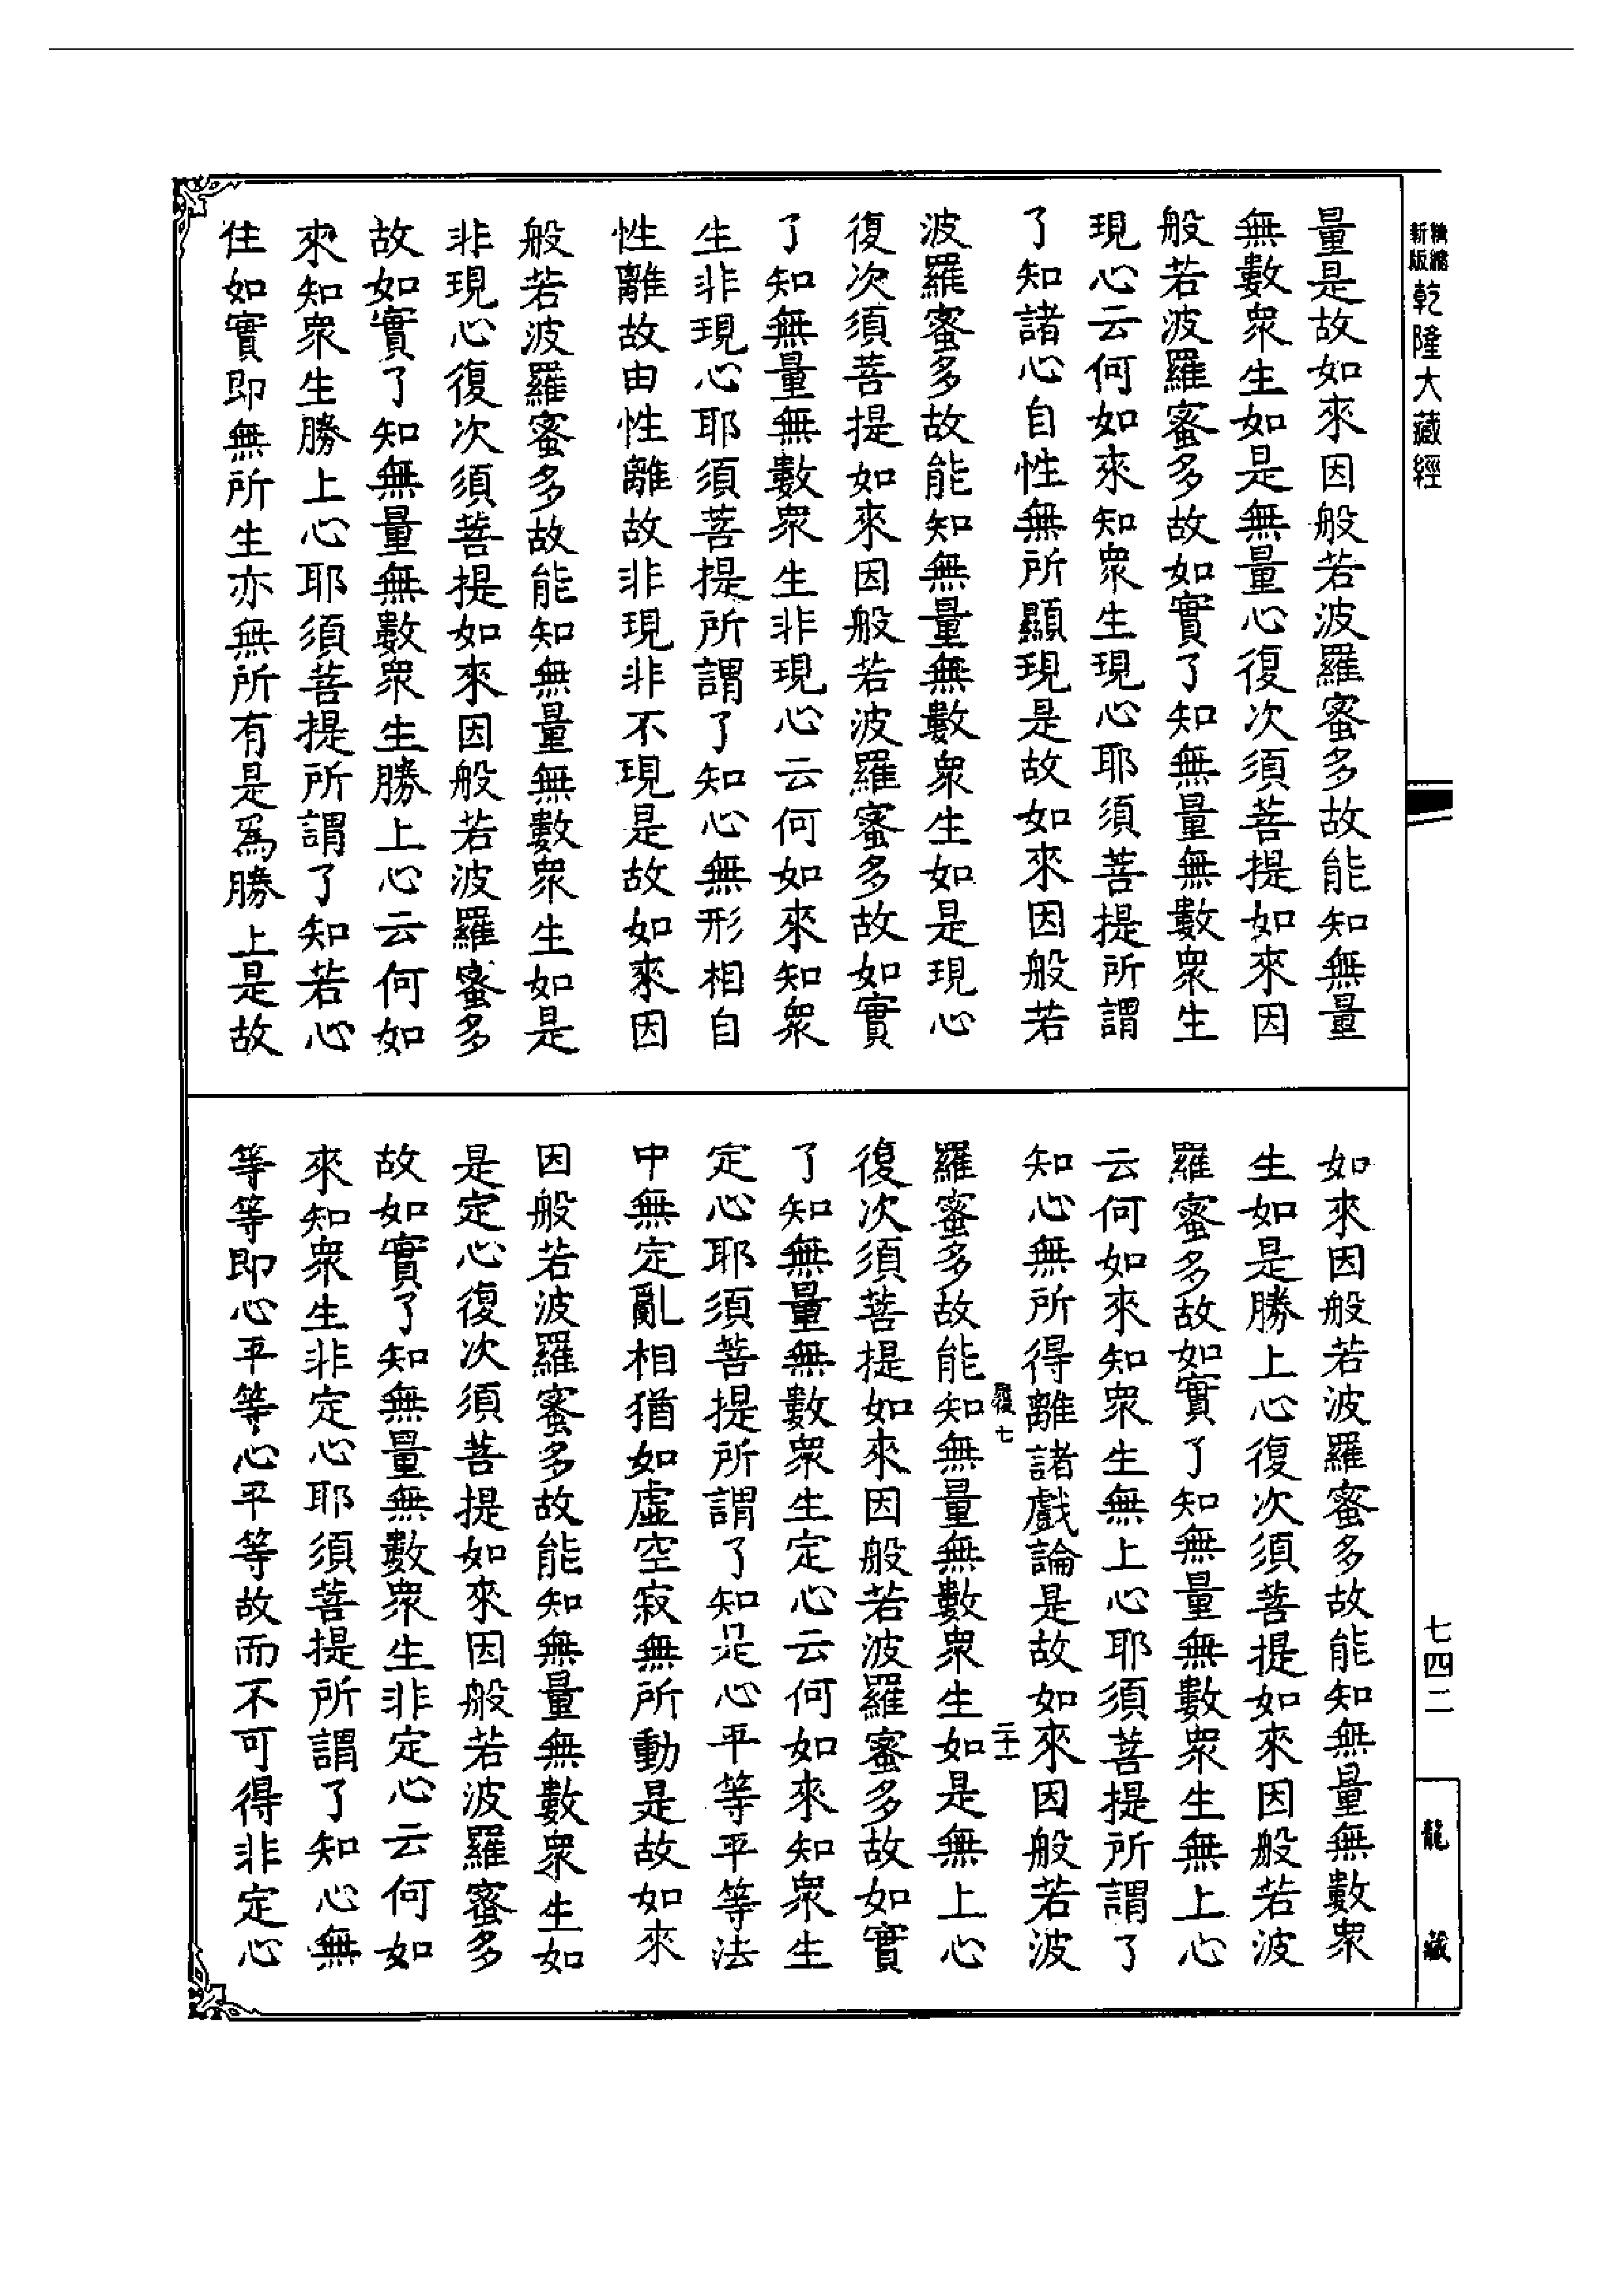 精縮
新版
乾隆大藏經
量是故如來因般若波羅蜜多故能知無量
無數衆生如是無量心復次須菩提如來因
般若波羅蜜多故如實了知無量無數衆生
現心云何如來知衆生現心耶須菩提所謂
了知諸心自性無所顯現是故如來因般若
波羅蜜多故能知無量無數衆生如是現心
復次須菩提如來因般若波羅蜜多故如實
了知無量無數衆生非現心云何如來知衆
生非現心耶須菩提所謂了知心無形相自
性離故由性離故非現非不現是故如來因
般若波羅蜜多故能知無量無數衆生如是
非現心復次須菩提如來因般若波羅蜜多
故如實了知無量無數衆生勝上心云何如
來知衆生勝上心耶須菩提所謂了知若心
住如實即無所生亦無所有是爲勝上是故
如來因般若波羅蜜多故能知無量無數衆
生如是勝上心復次須菩提如來因般若波
羅蜜多故如實了知無量無數衆生無上心
云何如來知衆生無上心耶須菩提所謂了
知心無所得離諸戲論是故如來因般若波
七 二十一
羅蜜多故能知無量無數衆生如是無上心
復次須菩提如來因般若波羅蜜多故如實
了知無量無數衆生定心云何如來知衆生
定心耶須菩提所謂了知是心平等平等法
中無定亂相猶如虛空寂無所動是故如來
因般若波羅蜜多故能知無量無數衆生如
是定心復次須菩提如來因般若波羅蜜多
故如實了知無量無數衆生非定心云何如
來知衆生非定心耶須菩提所謂了知心無
等等即心平等心平等故而不可得非定心
七四二
龍藏